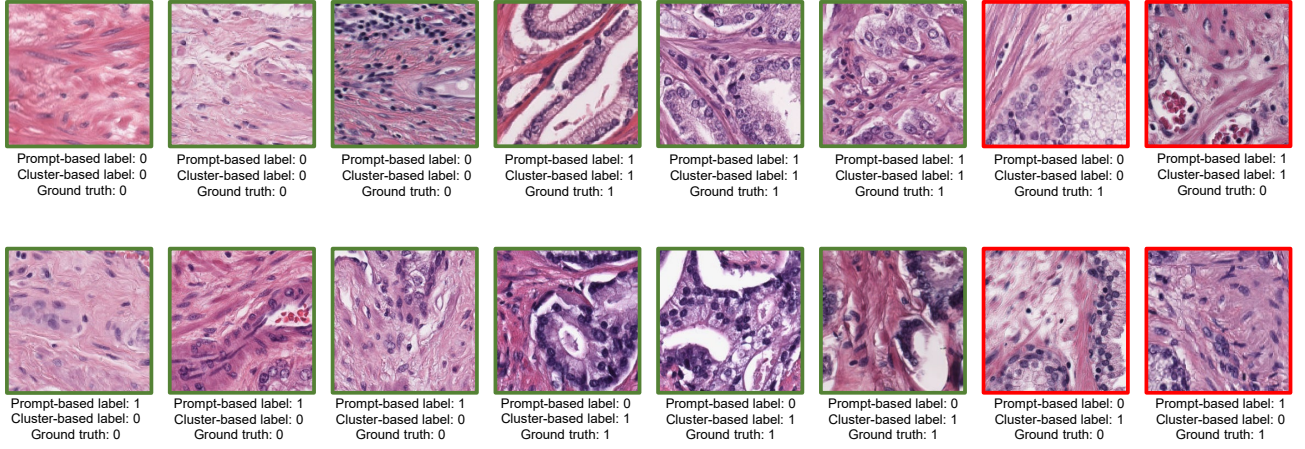 Prompt-based label: 0
Cluster-based label: 0
Ground truth: 0
Prompt-based label: 0
Cluster-based label: 0
Ground truth: 0
Prompt-based label: 0
Cluster-based label: 0
Ground truth: 0
Prompt-based label: 1
Cluster-based label: 1
Ground truth: 1
Prompt-based label: 1
Cluster-based label: 1
Ground truth: 1
Prompt-based label: 1
Cluster-based label: 1
Ground truth: 1
Prompt-based label: 0
Cluster-based label: 0
Ground truth: 1
Prompt-based label: 1
Cluster-based label: 1
Ground truth: 0
Prompt-based label: 1
Cluster-based label: 0
Ground truth: 0
Prompt-based label: 1
Cluster-based label: 0
Ground truth: 0
Prompt-based label: 1
Cluster-based label: 0
Ground truth: 0
Prompt-based label: 0
Cluster-based label: 1
Ground truth: 1
Prompt-based label: 0
Cluster-based label: 1
Ground truth: 1
Prompt-based label: 0
Cluster-based label: 1
Ground truth: 1
Prompt-based label: 0
Cluster-based label: 1
Ground truth: 0
Prompt-based label: 1
Cluster-based label: 0
Ground truth: 1